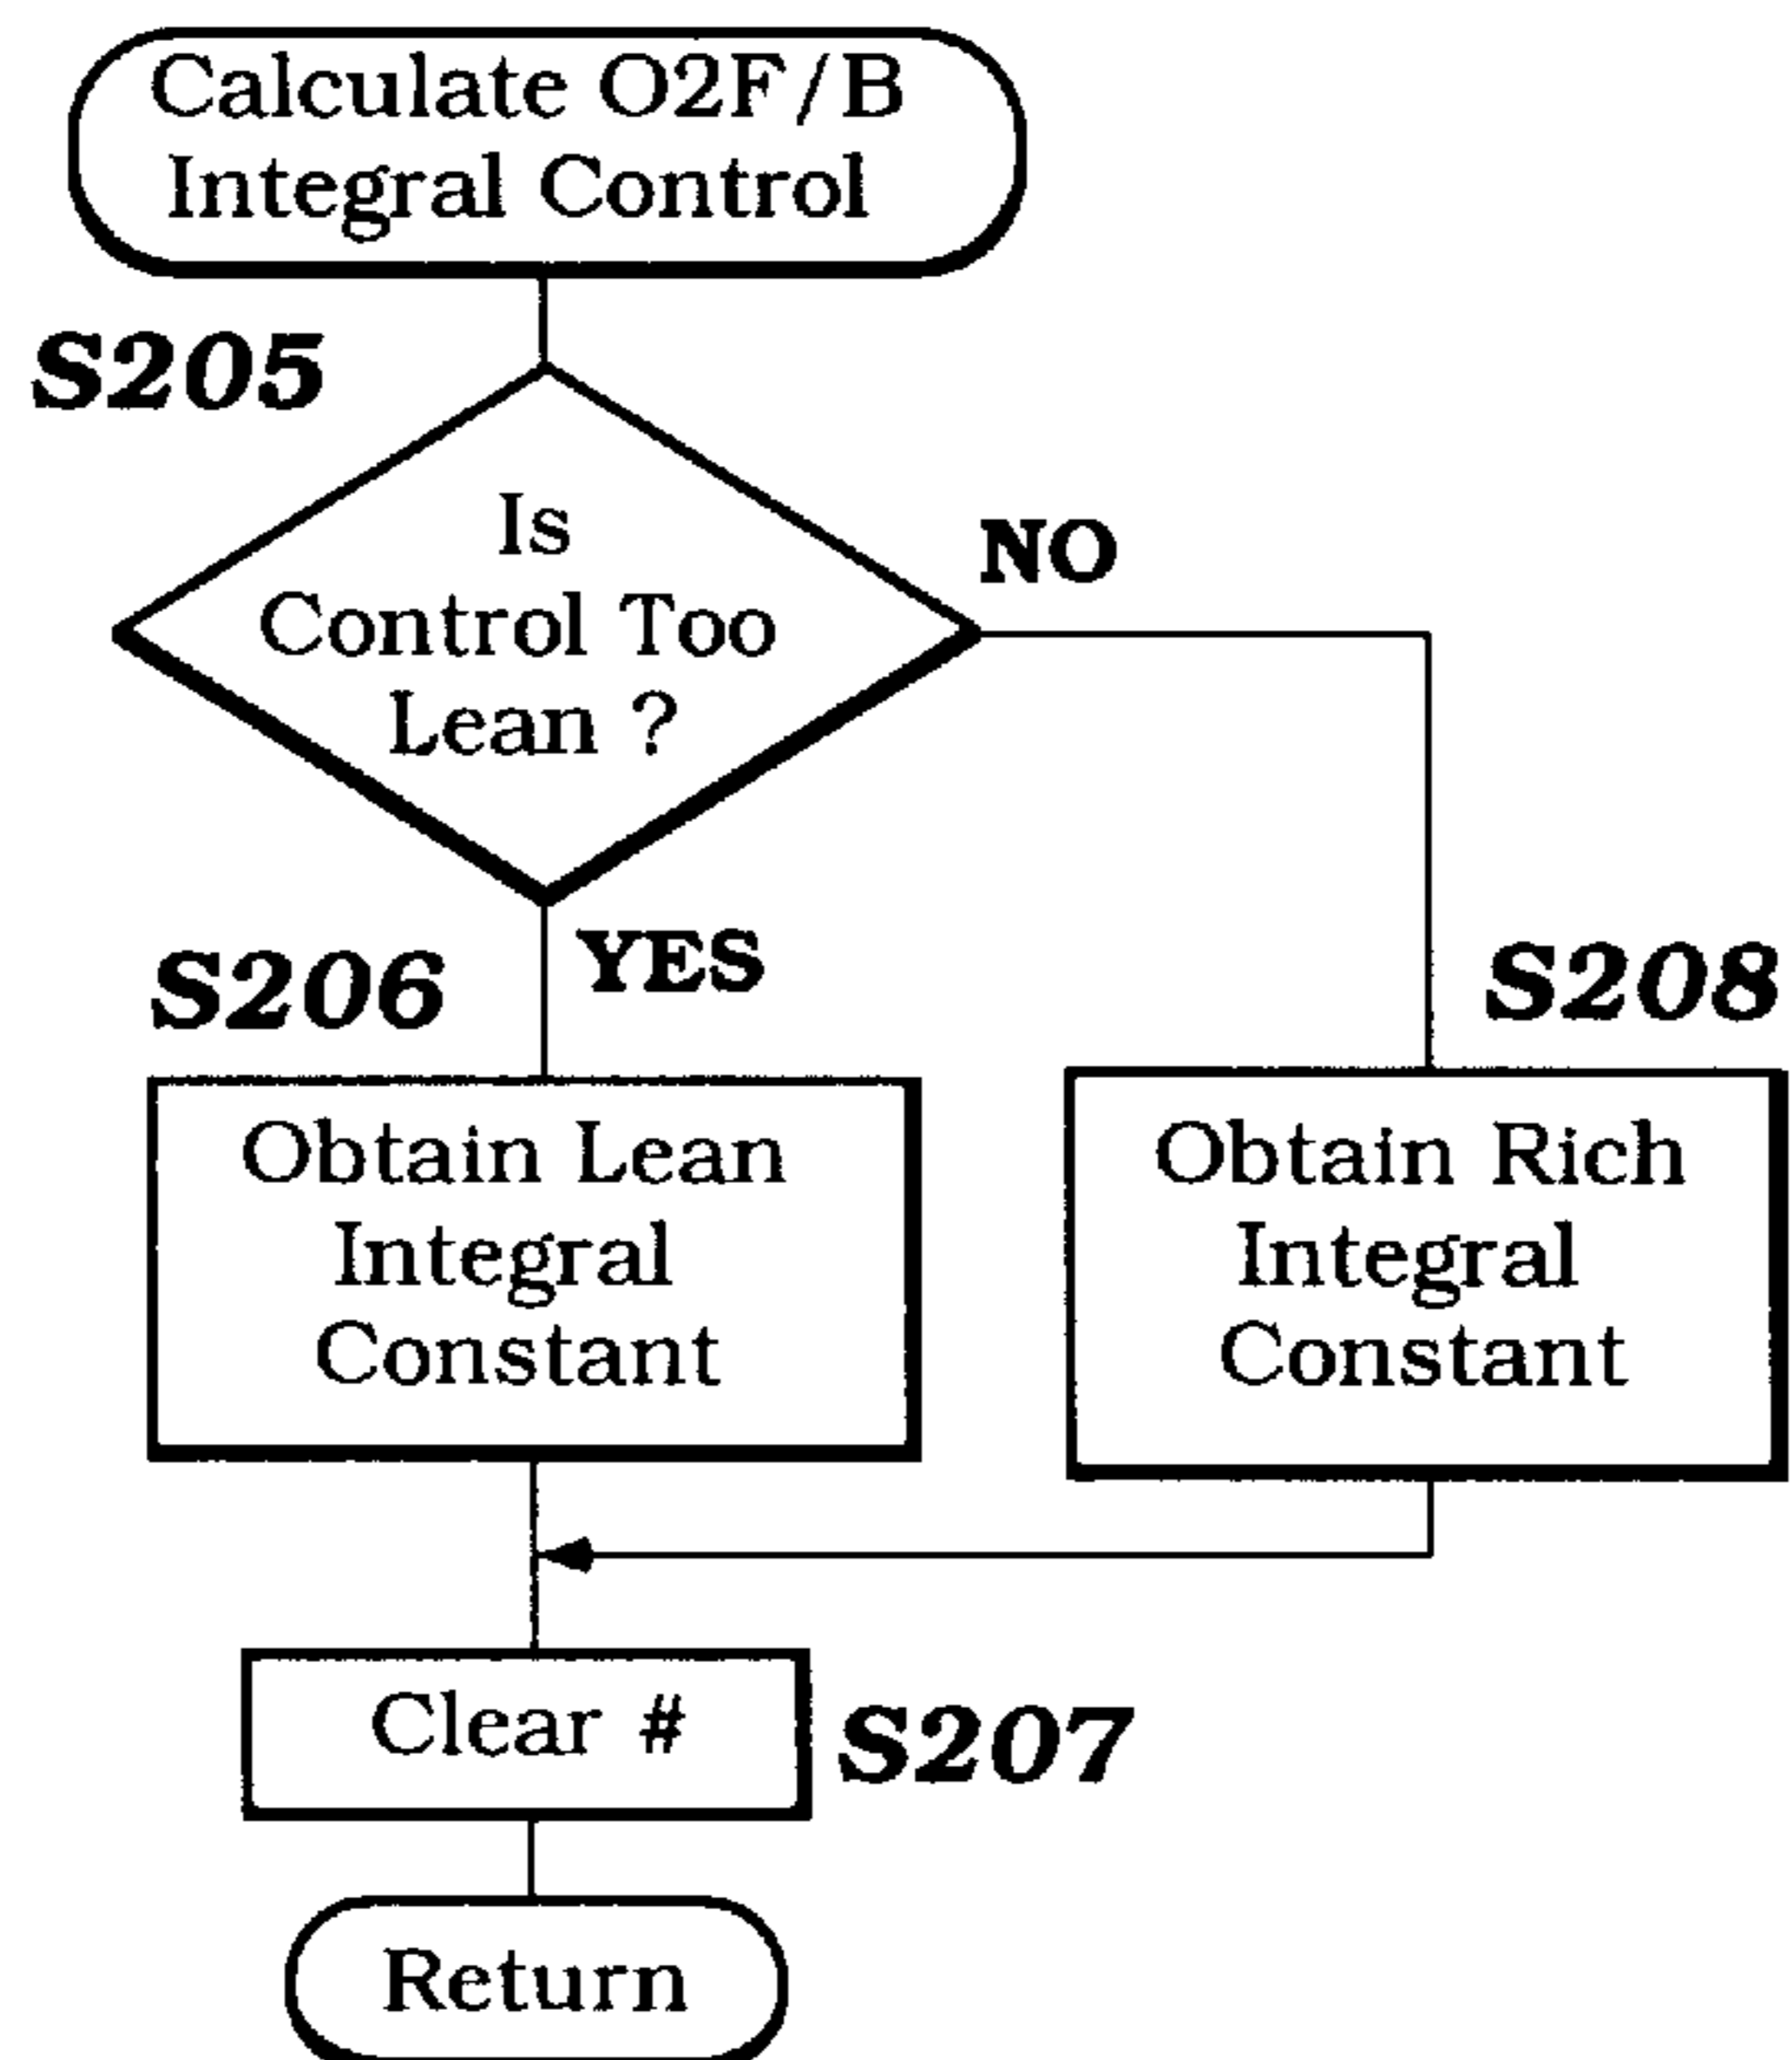 Calculate O2F/B
Integral Control
S205
Is
Control Too
Lean ?
NO
YES
S206
Obtain Lean
Integral
Constant
S208
Obtain Rich
Integral
Constant
Clear #
S207
Return